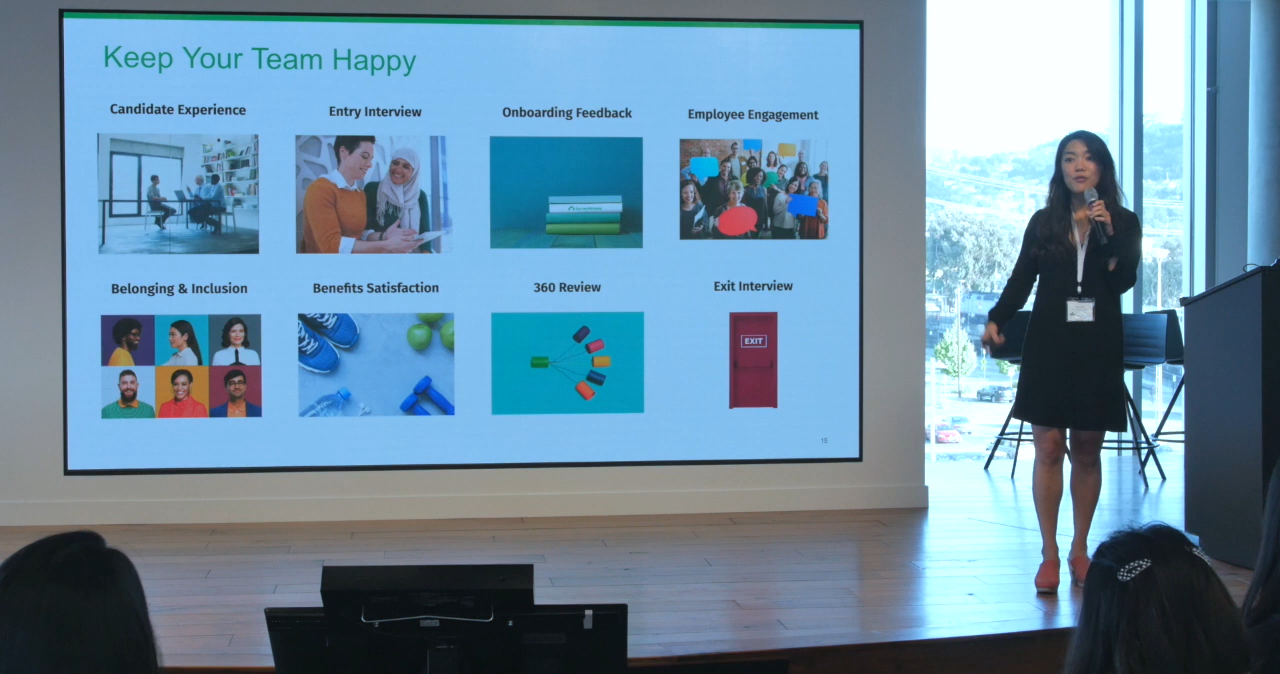 Keep Your Team Happy
Candidate Experience
Entry Interview
Onboarding Feedback
Employee Engagement
Belonging & Inclusion
Benefits Satisfaction
360 Review
Exit Interview
EXIT